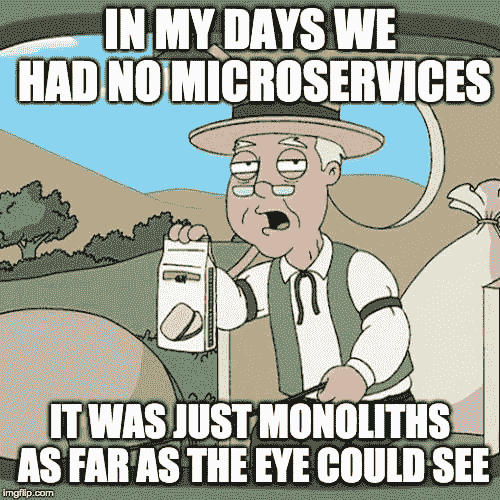 IN MY DAYS WE
HAD NO MICROSERVICES
IT WAS JUST MONOLITHS
AS FAR AS THE EYE COULD SEE
imgflip.com